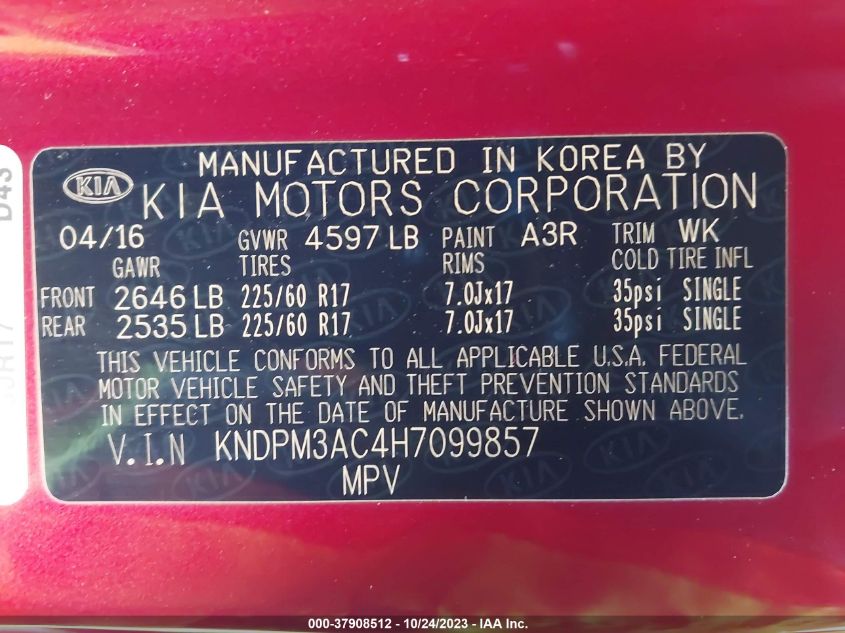 MANUFACTURED IN KOREA BY
KIA KIA MOTORS CORPORATION
04/16 GVWR 4597 LB PAINT A3R TRIM WK
GAWR TIRES RIMS COLD TIRE INFL
FRONT 2646 LB 225/60 R17 7.0Jx17 35psi SINGLE
REAR 2535 LB 225/60 R17 7.0Jx17 35psi SINGLE
THIS VEHICLE CONFORMS TO ALL APPLICABLE U.S.A. FEDERAL
MOTOR VEHICLE SAFETY AND THEFT PREVENTION STANDARDS
IN EFFECT ON THE DATE OF MANUFACTURE SHOWN ABOVE.
V.I.N KNDPM3AC4H7099857
MPV
D43
000-37908512 - 10/24/2023 - IAA Inc.